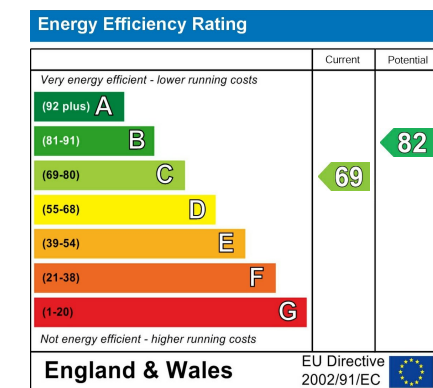 Energy Efficiency Rating
Current Potential
Very energy efficient - lower running costs
(92 plus) A
(81-91) B
82
(69-80) C
69
(55-68) D
(39-54) E
(21-38) F
(1-20) G
Not energy efficient - higher running costs
England & Wales
EU Directive
2002/91/EC